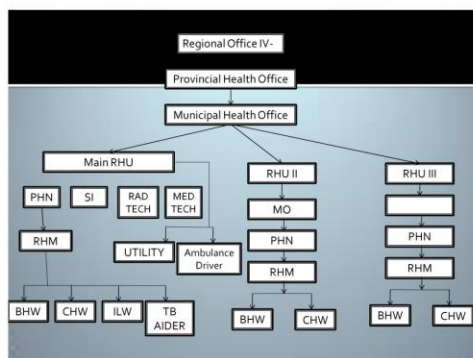 Regional Office IV-
Provincial Health Office
Municipal Health Office
Main RHU
RHU II
RHU III
PHN
SI
RAD
TECH
MED
TECH
MO
RHM
UTILITY
Ambulance
Driver
PHN
PHN
RHM
RHM
BHW
CHW
ILW
TB
AIDER
BHW
CHW
BHW
CHW